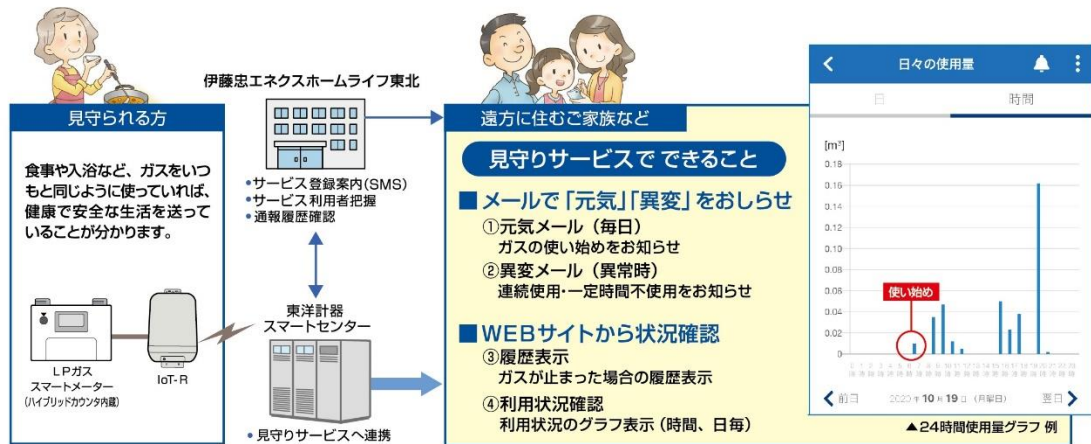 見守られる方
食事や入浴など、ガスをいつ
もと同じように使っていれば、
健康で安全な生活を送って
いることが分かります。
LPガス
スマートメーター
(ハイブリッドカウンタ内蔵)
IoT-R
伊藤忠エネクスホームライフ東北
•サービス登録案内(SMS)
•サービス利用者把握
•通報履歴確認
東洋計器
スマートセンター
•見守りサービスへ連携
遠方に住むご家族など
見守りサービスで できること
■メールで「元気」「異変」をおしらせ
①元気メール（毎日）
ガスの使い始めをお知らせ
②異変メール（異常時）
連続使用・一定時間不使用をお知らせ
■WEBサイトから状況確認
③履歴表示
ガスが止まった場合の履歴表示
④利用状況確認
利用状況のグラフ表示（時間、日毎）
日々の使用量
日
時間
[m³]
0.18
0.16
0.14
0.12
0.10
0.08
0.06
0.04
0.02
0
使い始め
前日
2020年10月19日（月曜日）
翌日
▲24時間使用量グラフ 例